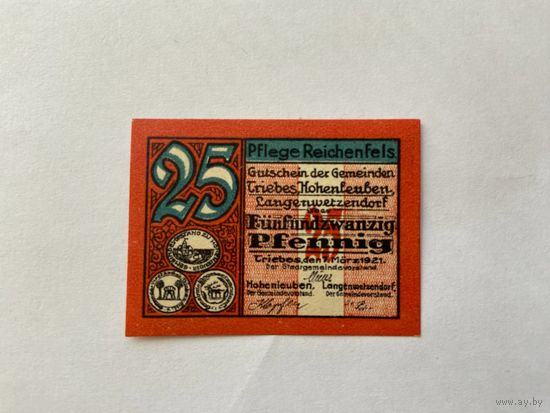 25
Pflege Reichenfels
Gutschein der Gemeinden
Triebes, Hohenleuben,
Langenwetzendorf
25
Fünfundzwanzig
Pfennig
Triebes, den 1. März 1921.
Der Stadtgemeindevorstand.
Hohenleuben, Langenwetzendorf.
Der Gemeindevorstand. Der Gemeindevorstand.
ay.by